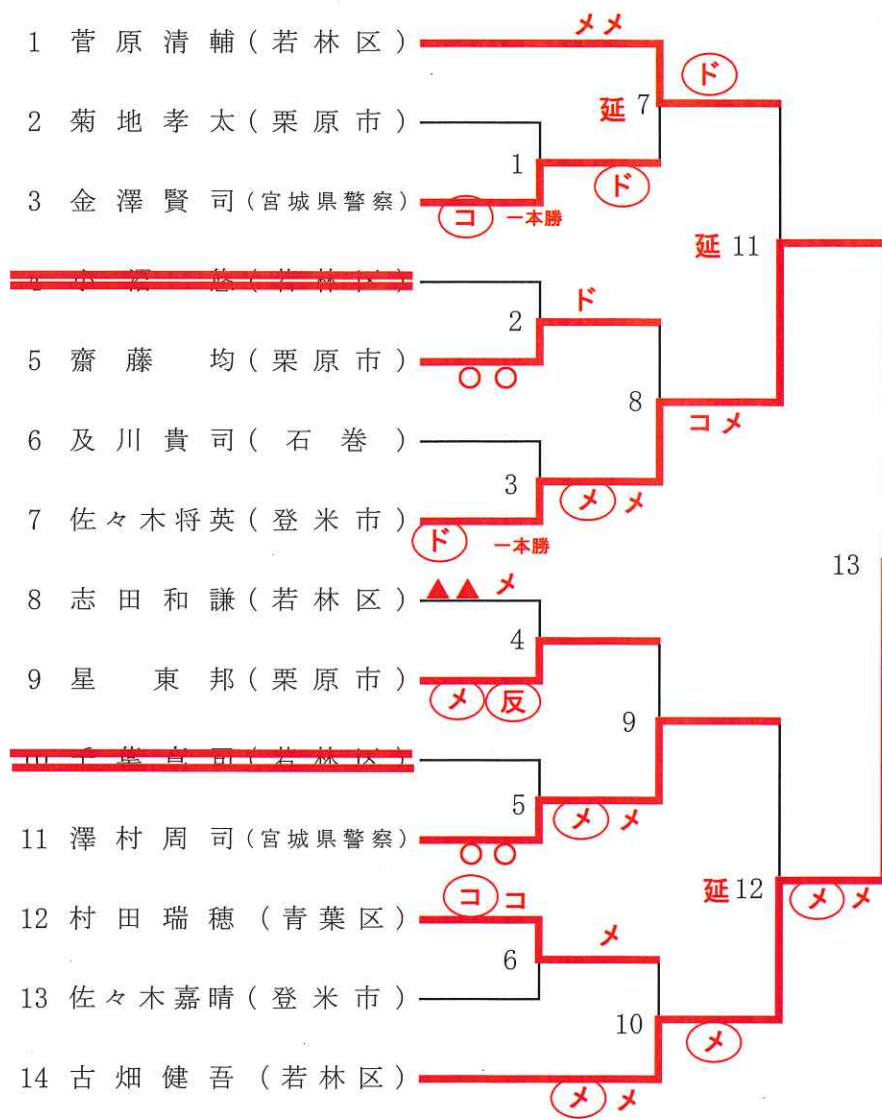 メメ
1 菅原清輔(若林区)
ド
延 7
2 菊地孝太(栗原市)
1
ド
3 金澤賢司(宮城県警察)
コ 一本勝
延 11
(若林区)
ド
2
5 齋藤 均(栗原市)
○○
8
コメ
6 及川貴司(石巻)
3
メメ
7 佐々木将英(登米市)
ド 一本勝
13
8 志田和謙(若林区)
▲▲メ
4
9 星 東邦(栗原市)
メ反
9
(若林区)
5
メメ
11 澤村周司(宮城県警察)
○○
延 12
メメ
ココ
12 村田瑞穂(青葉区)
メ
6
13 佐々木嘉晴(登米市)
10
メ
14 古畑健吾(若林区)
メメ